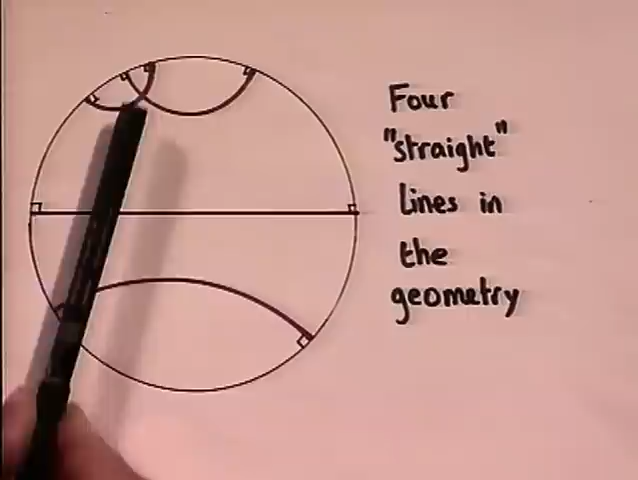 Four
"straight"
lines in
the
geometry